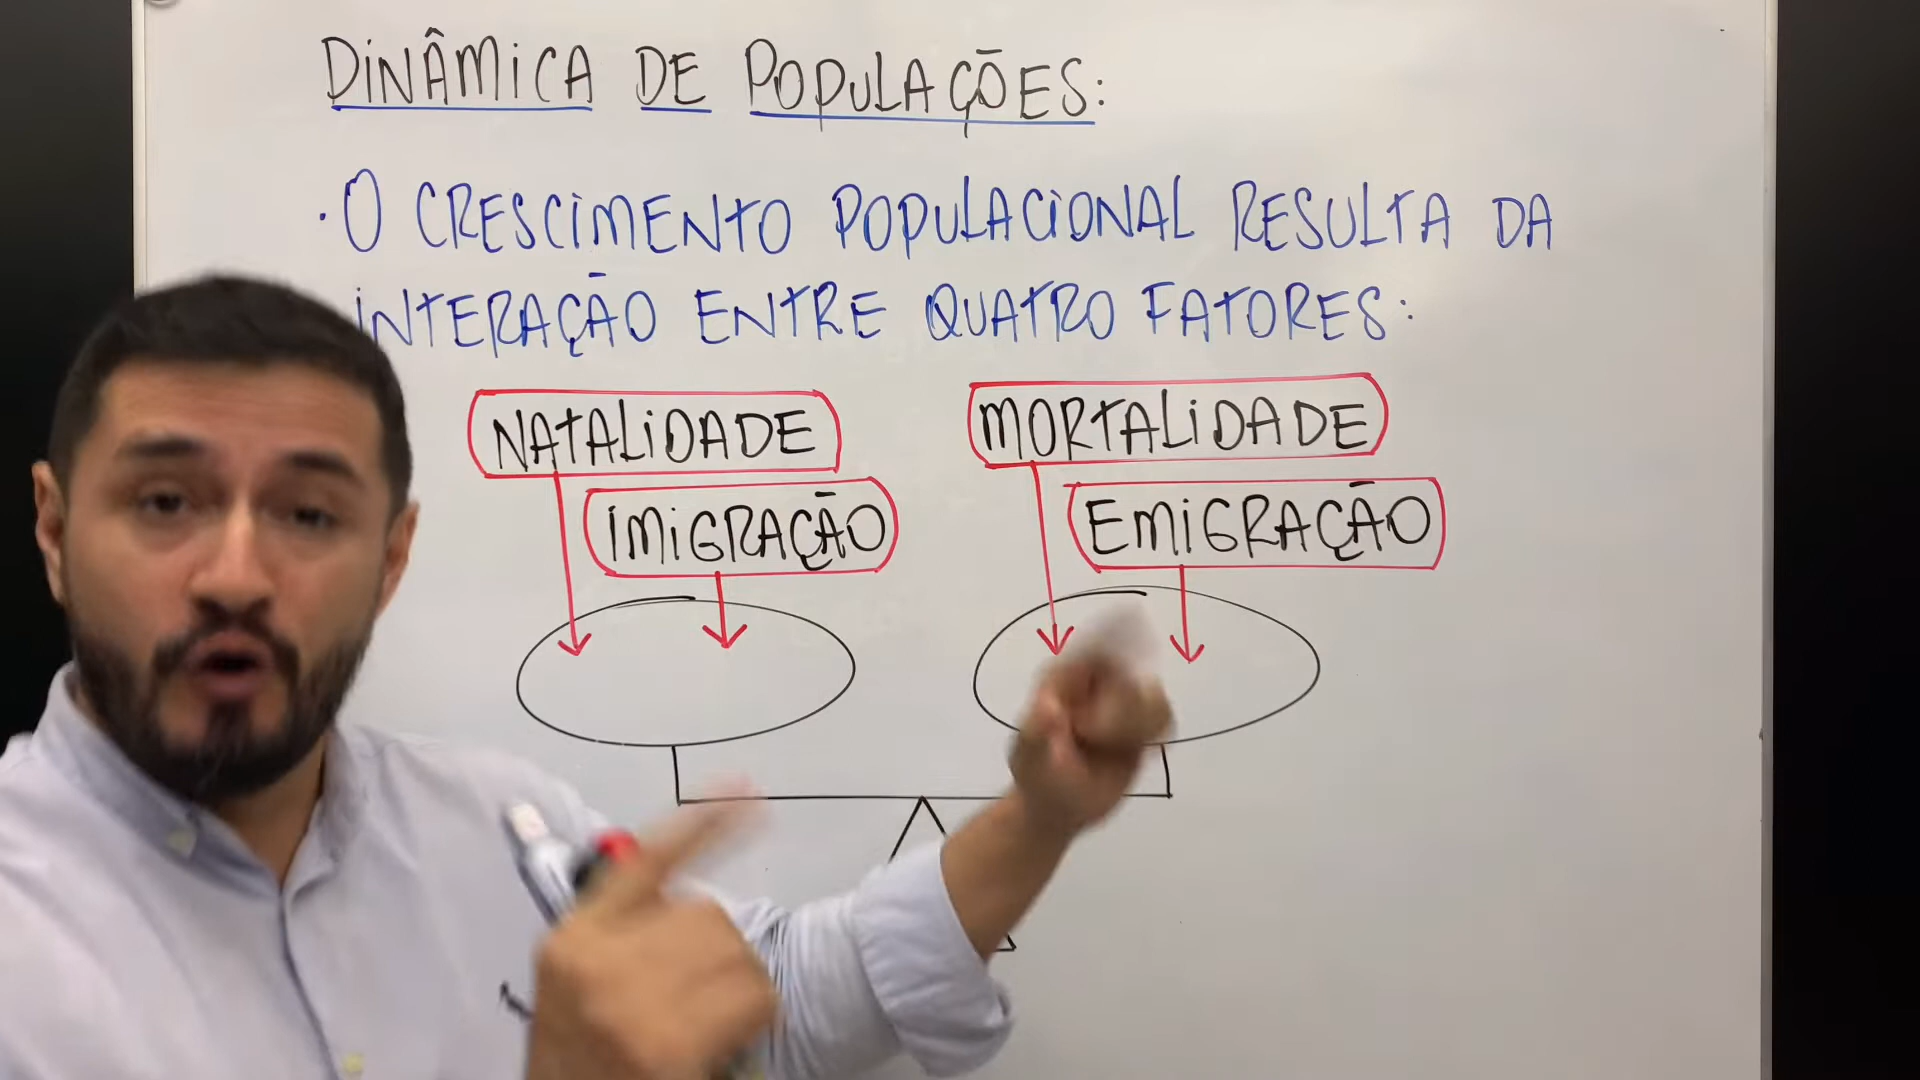 DINÂMICA DE POPULAÇÕES:
· O CRESCIMENTO POPULACIONAL RESULTA DA
INTERAÇÃO ENTRE QUATRO FATORES:
NATALIDADE MORTALIDADE
IMIGRAÇÃO EMIGRAÇÃO